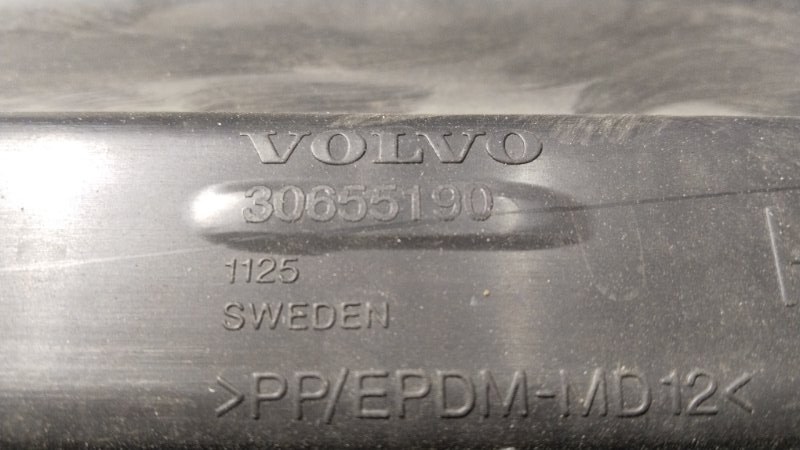 VOLVO
30655190
1125
SWEDEN
>PP/EPDM-MD12<